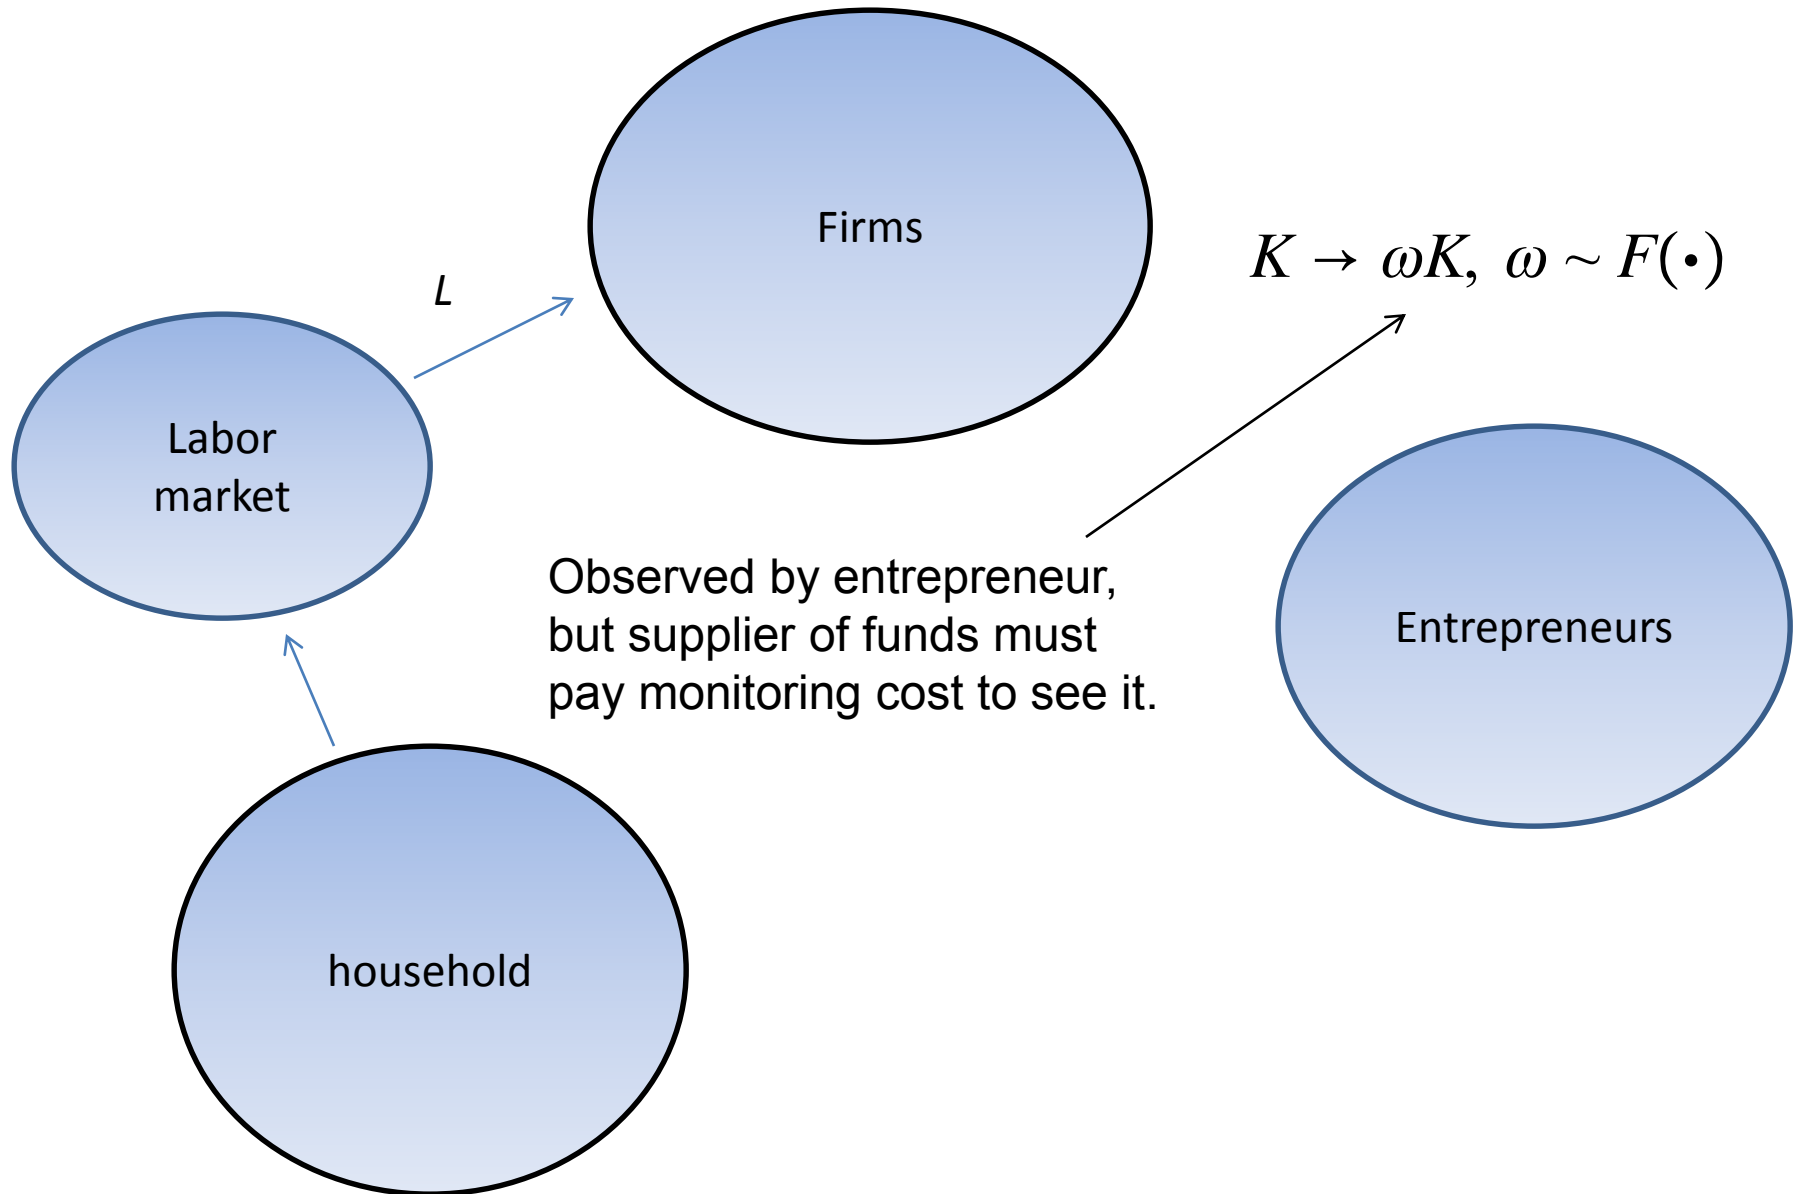 Firms
K → ωK, ω ~ F(·)
L
Labor
market
Observed by entrepreneur,
but supplier of funds must
pay monitoring cost to see it.
Entrepreneurs
household